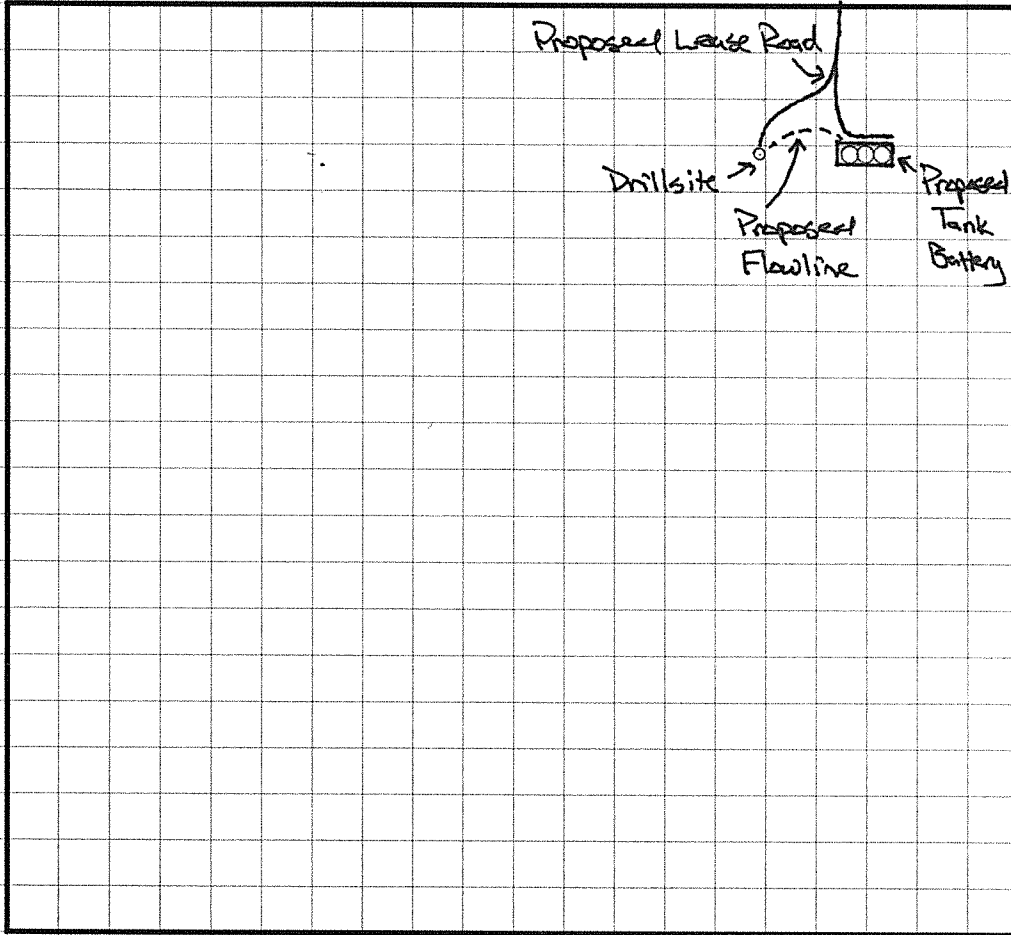 Proposed Lease Road
Drillsite
Proposed
Flowline
Proposed
Tank
Battery